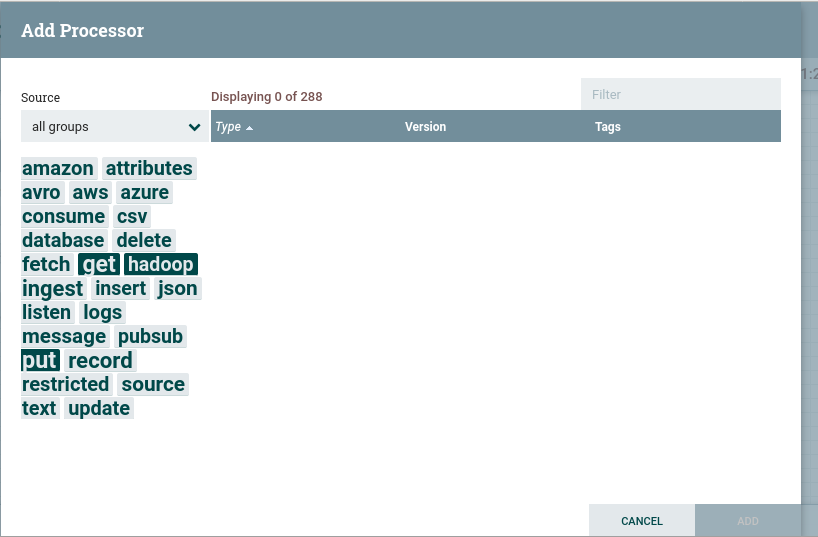 Add Processor
Source
Displaying 0 of 288
Filter
all groups
Type Version Tags
amazon attributes
avro aws azure
consume csv
database delete
fetch get hadoop
ingest insert json
listen logs
message pubsub
put record
restricted source
text update
CANCEL ADD